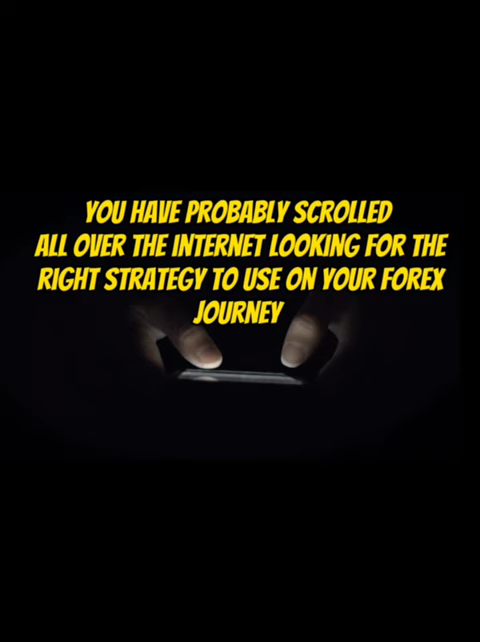 YOU HAVE PROBABLY SCROLLED
ALL OVER THE INTERNET LOOKING FOR THE
RIGHT STRATEGY TO USE ON YOUR FOREX
JOURNEY